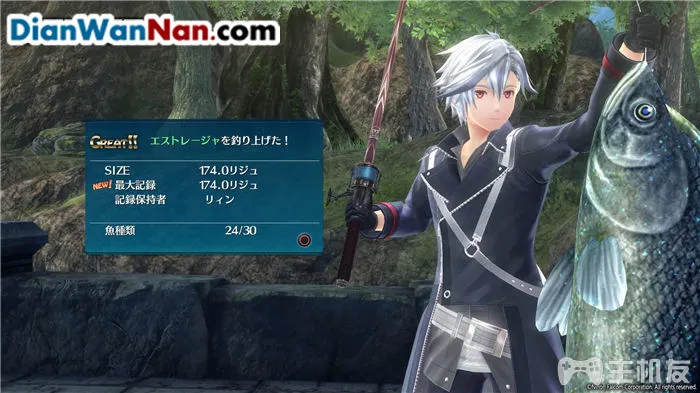 DianWanNan.com
GREAT!! エストレージャを釣り上げた！
SIZE 174.0リジュ
NEW! 最大記録 174.0リジュ
記録保持者 リィン
魚種類 24/30
主机友
©Nihon Falcom Corporation. All Rights Reserved.